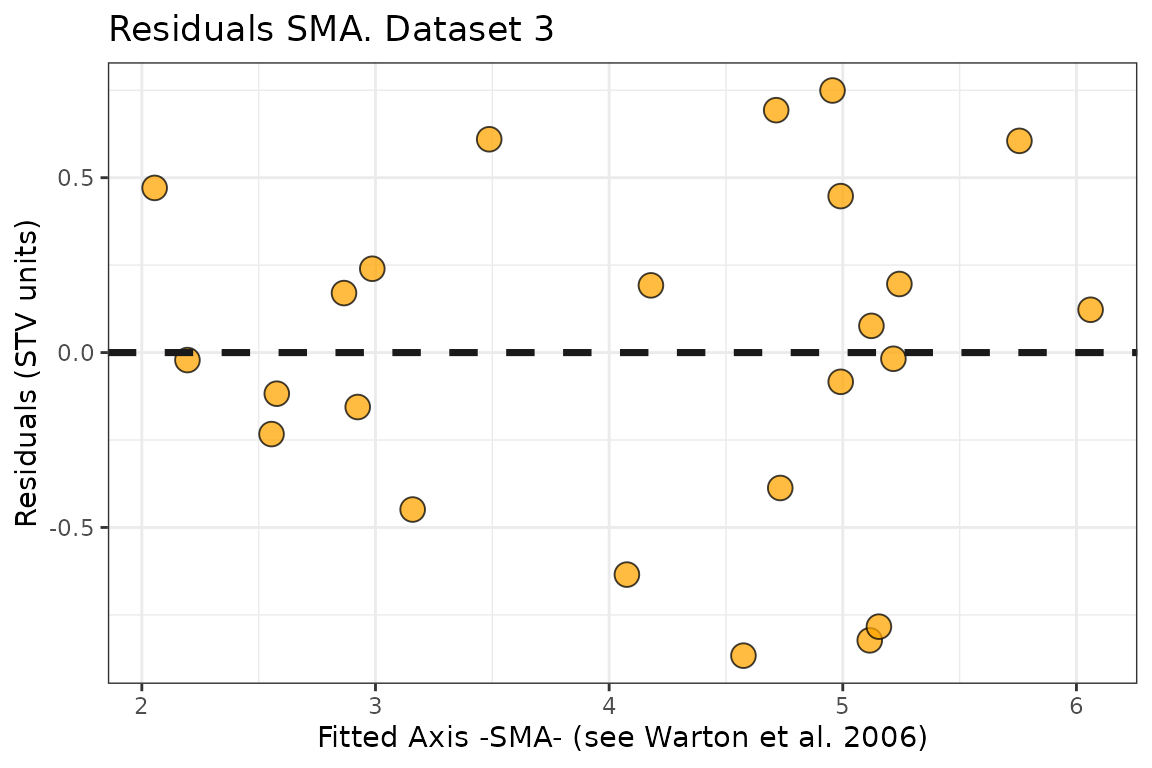 Residuals SMA. Dataset 3
Residuals (STV units)
0.5
0.0
-0.5
2 3 4 5 6
Fitted Axis -SMA- (see Warton et al. 2006)